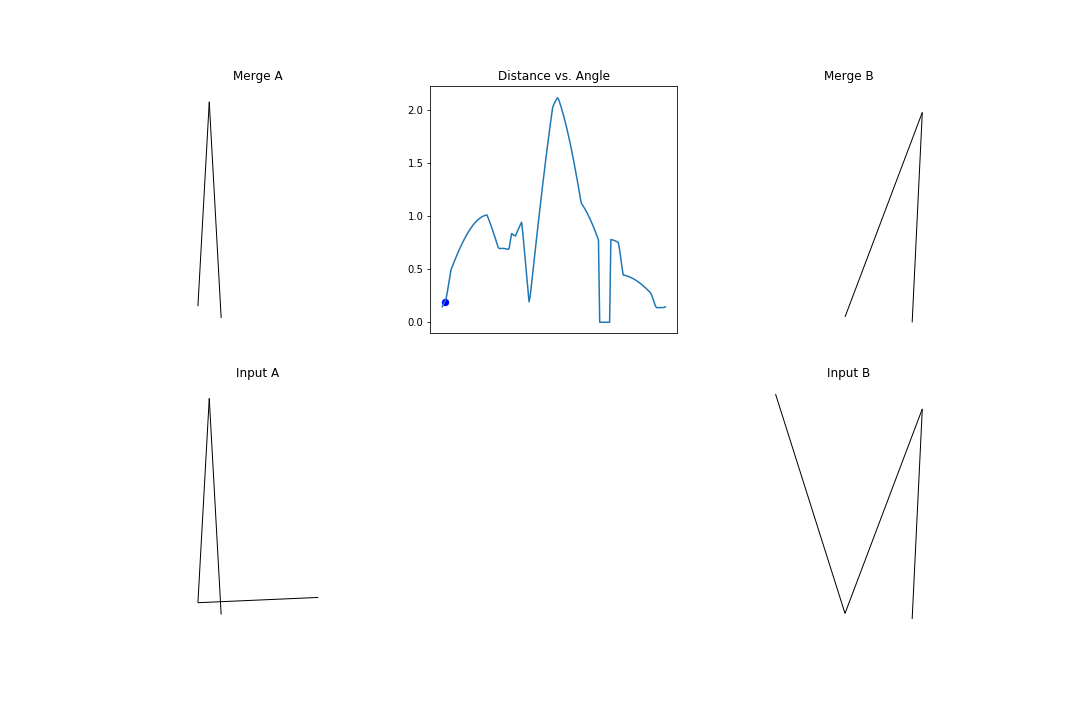 Merge A
Distance vs. Angle
Merge B
2.0
1.5
1.0
0.5
0.0
Input A
Input B